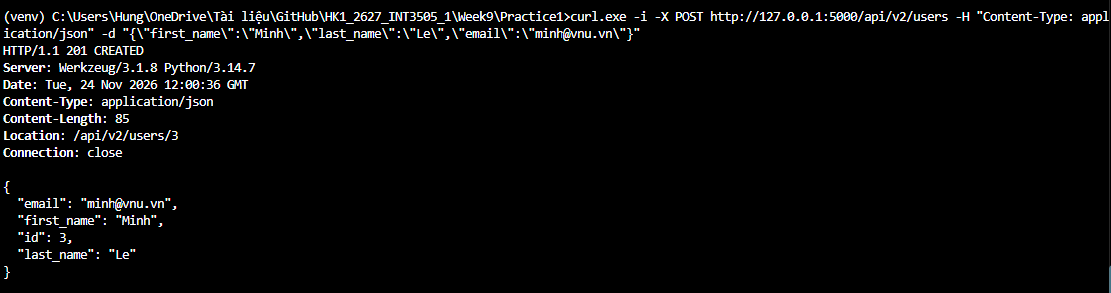 (venv) C:\Users\Hung\OneDrive\Tài liệu\GitHub\HK1_2627_INT3505_1\Week9\Practice1>curl.exe -i -X POST http://127.0.0.1:5000/api/v2/users -H "Content-Type: appl
ication/json" -d "{\"first_name\":\"Minh\",\"last_name\":\"Le\",\"email\":\"minh@vnu.vn\"}"
HTTP/1.1 201 CREATED
Server: Werkzeug/3.1.8 Python/3.14.7
Date: Tue, 24 Nov 2026 12:00:36 GMT
Content-Type: application/json
Content-Length: 85
Location: /api/v2/users/3
Connection: close

{
  "email": "minh@vnu.vn",
  "first_name": "Minh",
  "id": 3,
  "last_name": "Le"
}